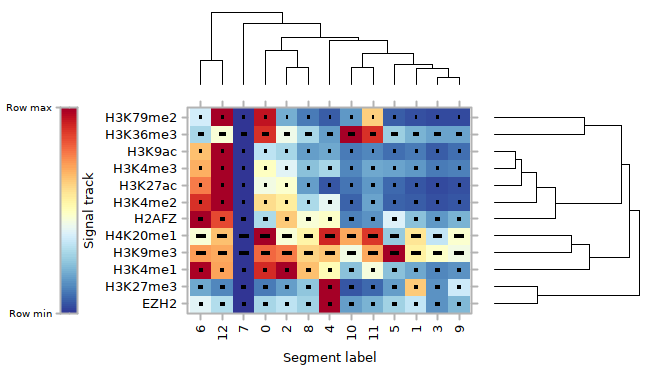 Row max
Signal track
Row min
H3K79me2
H3K36me3
H3K9ac
H3K4me3
H3K27ac
H3K4me2
H2AFZ
H4K20me1
H3K9me3
H3K4me1
H3K27me3
EZH2
6 12 7 0 2 8 4 10 11 5 1 3 9
Segment label